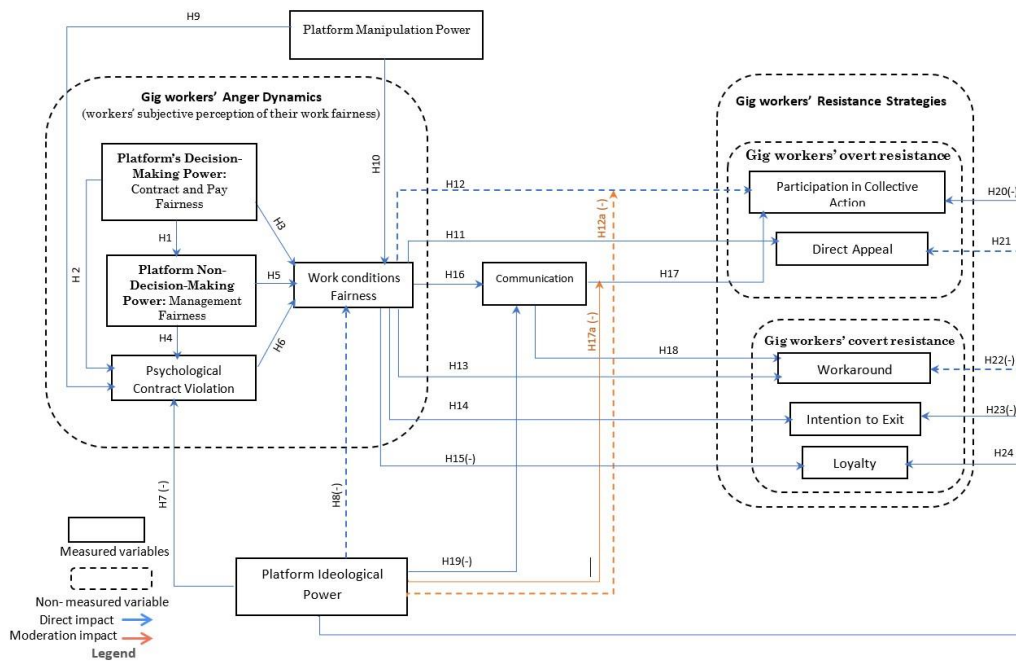 H9
Platform Manipulation Power
Gig workers’ Anger Dynamics
(workers’ subjective perception of their work fairness)
Gig workers’ Resistance Strategies
Platform’s Decision-
Making Power:
Contract and Pay
Fairness
H10
Gig workers’ overt resistance
H12
Participation in Collective
Action
H20(-)
H12a (-)
H3
H11
H1
Direct Appeal
H21
H 2
Platform Non-
Decision-Making
Power: Management
Fairness
H5
Work conditions
Fairness
H16
Communication
H17
H17a (-)
H4
H6
Gig workers’ covert resistance
H18
Psychological
Contract Violation
H13
Workaround
H22(-)
H14
Intention to Exit
H23(-)
H15(-)
Loyalty
H24
H7 (-)
H8(-)
Measured variables
H19(-)
Platform Ideological
Power
Non- measured variable
Direct impact
Moderation impact
Legend